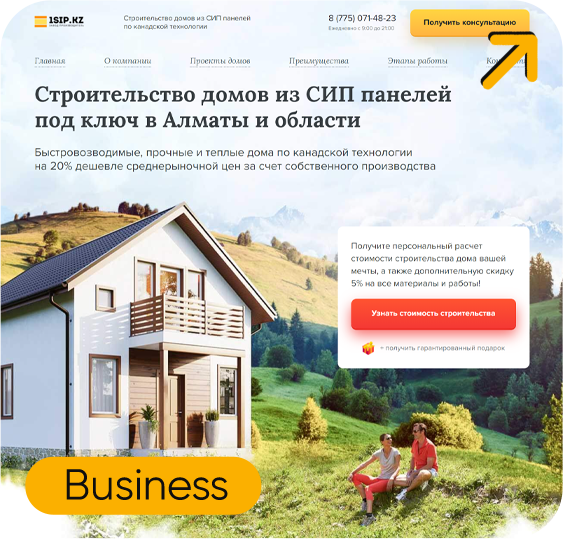 1SIP.KZ
Строительство домов из СИП панелей
по канадской технологии
8 (775) 071-48-23
Ежедневно с 9:00 до 21:00
Получить консультацию
Главная
О компании
Проекты домов
Преимущества
Этапы работы
Строительство домов из СИП панелей
под ключ в Алматы и области
Быстровозводимые, прочные и теплые дома по канадской технологии
на 20% дешевле среднерыночной цен за счет собственного производства
Получите персональный расчет
стоимости строительства дома вашей
мечты, а также дополнительную скидку
5% на все материалы и работы!
Узнать стоимость строительства
+ получить гарантированный подарок
Business